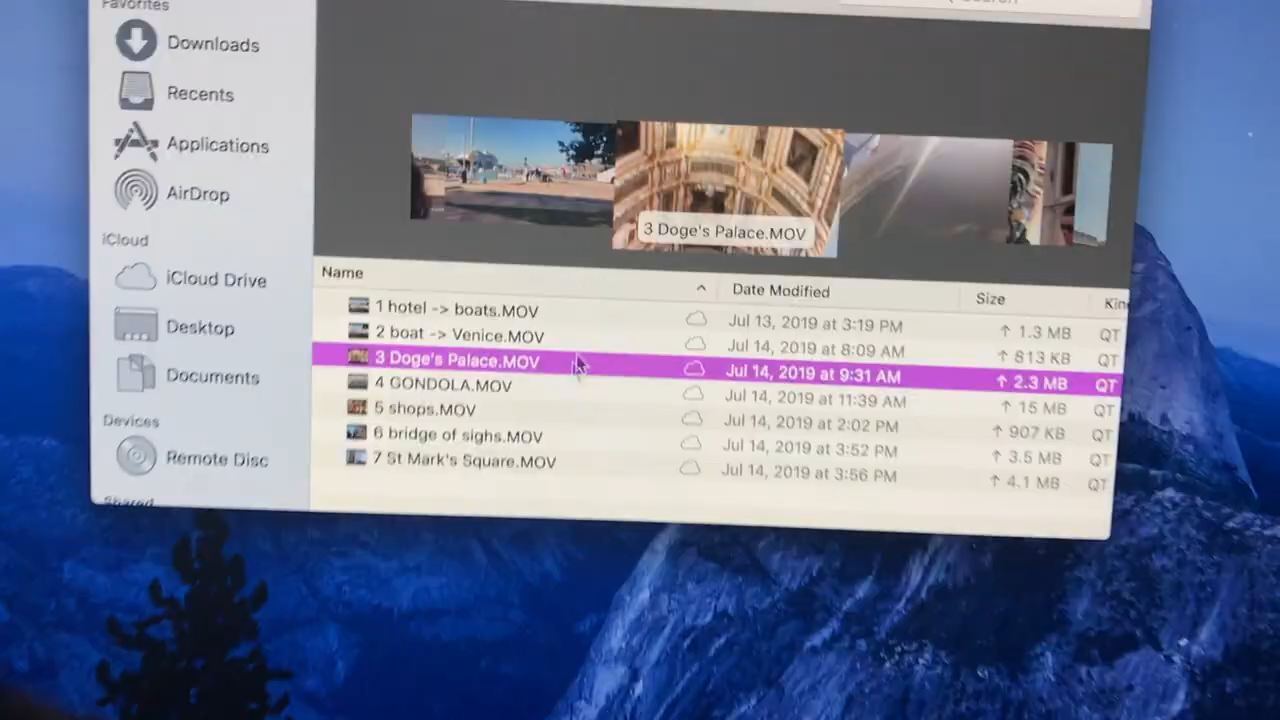 Favorites
Downloads
Recents
Applications
AirDrop
iCloud
iCloud Drive
Desktop
Documents
Devices
Remote Disc
Shared
Search
3 Doge's Palace.MOV
Name Date Modified Size
1 hotel -> boats.MOV Jul 13, 2019 at 3:19 PM ↑ 1.3 MB QT
2 boat -> Venice.MOV Jul 14, 2019 at 8:09 AM ↑ 813 KB QT
3 Doge's Palace.MOV Jul 14, 2019 at 9:31 AM ↑ 2.3 MB QT
4 GONDOLA.MOV Jul 14, 2019 at 11:39 AM ↑ 15 MB QT
5 shops.MOV Jul 14, 2019 at 2:02 PM ↑ 907 KB QT
6 bridge of sighs.MOV Jul 14, 2019 at 3:52 PM ↑ 3.5 MB QT
7 St Mark's Square.MOV Jul 14, 2019 at 3:56 PM ↑ 4.1 MB QT